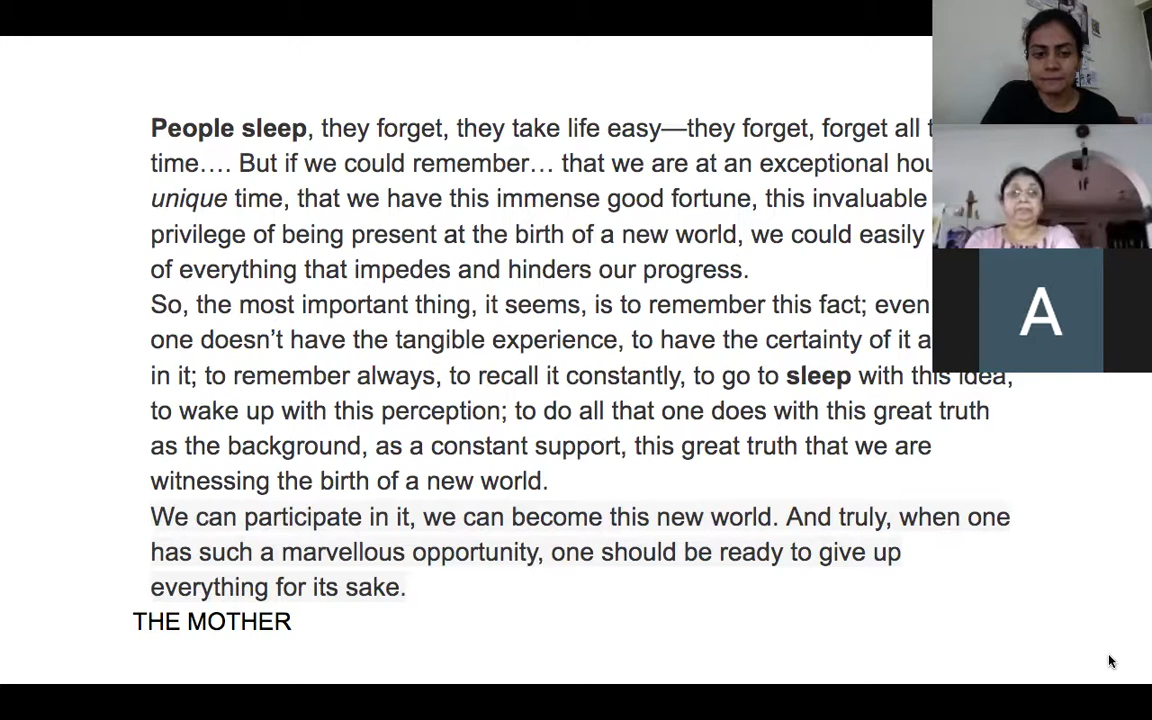 People sleep, they forget, they take life easy—they forget, forget all
time…. But if we could remember… that we are at an exceptional
unique time, that we have this immense good fortune, this invaluable
privilege of being present at the birth of a new world, we could easily
of everything that impedes and hinders our progress.
So, the most important thing, it seems, is to remember this fact; even
one doesn’t have the tangible experience, to have the certainty of it
in it; to remember always, to recall it constantly, to go to sleep with this idea,
to wake up with this perception; to do all that one does with this great truth
as the background, as a constant support, this great truth that we are
witnessing the birth of a new world.
We can participate in it, we can become this new world. And truly, when one
has such a marvellous opportunity, one should be ready to give up
everything for its sake.
THE MOTHER
A